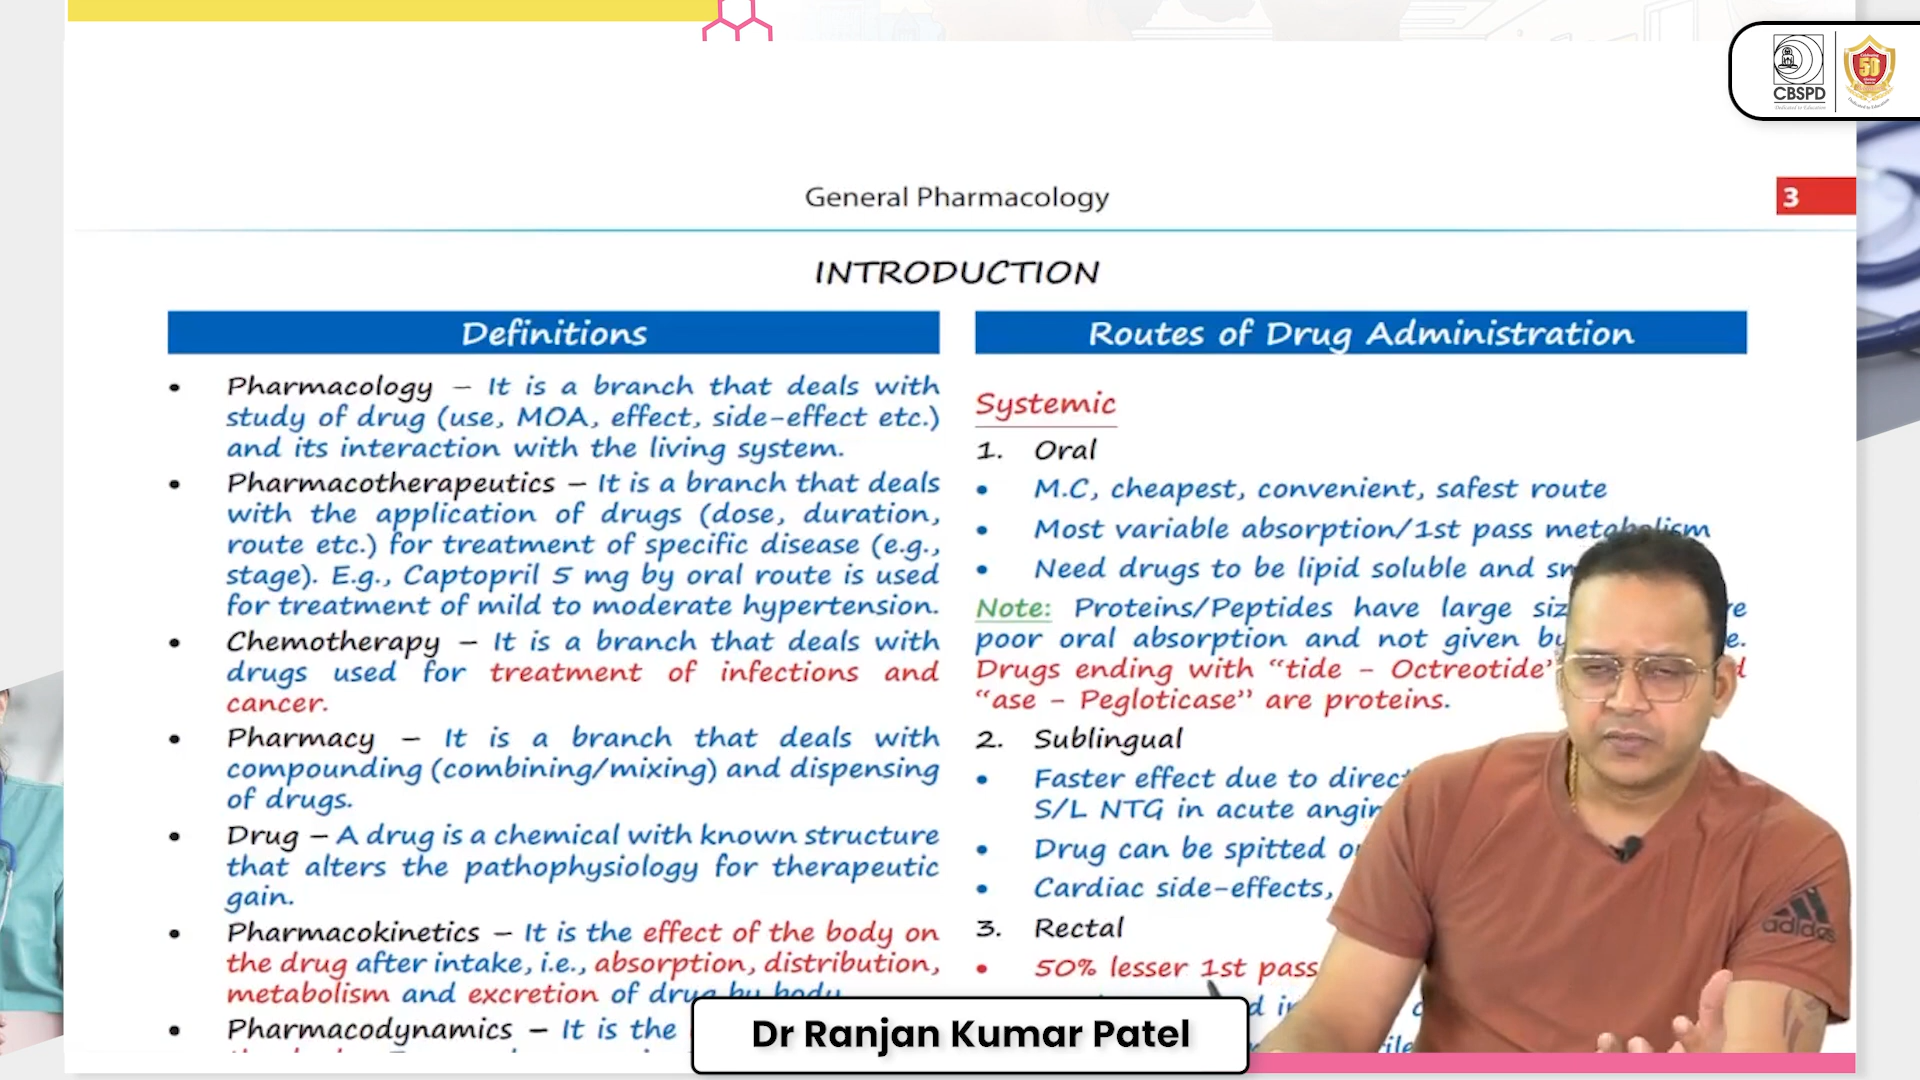 CBSPD
Dedicated to Education
50
General Pharmacology
3
INTRODUCTION
Definitions
• Pharmacology – It is a branch that deals with
study of drug (use, MOA, effect, side-effect etc.)
and its interaction with the living system.
• Pharmacotherapeutics – It is a branch that deals
with the application of drugs (dose, duration,
route etc.) for treatment of specific disease (e.g.,
stage). E.g., Captopril 5 mg by oral route is used
for treatment of mild to moderate hypertension.
• Chemotherapy – It is a branch that deals with
drugs used for treatment of infections and
cancer.
• Pharmacy – It is a branch that deals with
compounding (combining/mixing) and dispensing
of drugs.
• Drug – A drug is a chemical with known structure
that alters the pathophysiology for therapeutic
gain.
• Pharmacokinetics – It is the effect of the body on
the drug after intake, i.e., absorption, distribution,
metabolism and excretion of drug by body
• Pharmacodynamics – It is the
Routes of Drug Administration
Systemic
1. Oral
• M.C, cheapest, convenient, safest route
• Most variable absorption/1st pass metabolism
• Need drugs to be lipid soluble and
Note: Proteins/Peptides have large
poor oral absorption and not given
Drugs ending with “tide – Octreotide”
“ase – Pegloticase” are proteins.
2. Sublingual
• Faster effect due to direct
S/L NTG in acute
• Drug can be spitted
• Cardiac side-effects,
3. Rectal
• 50% lesser 1st pass
adidas
Dr Ranjan Kumar Patel